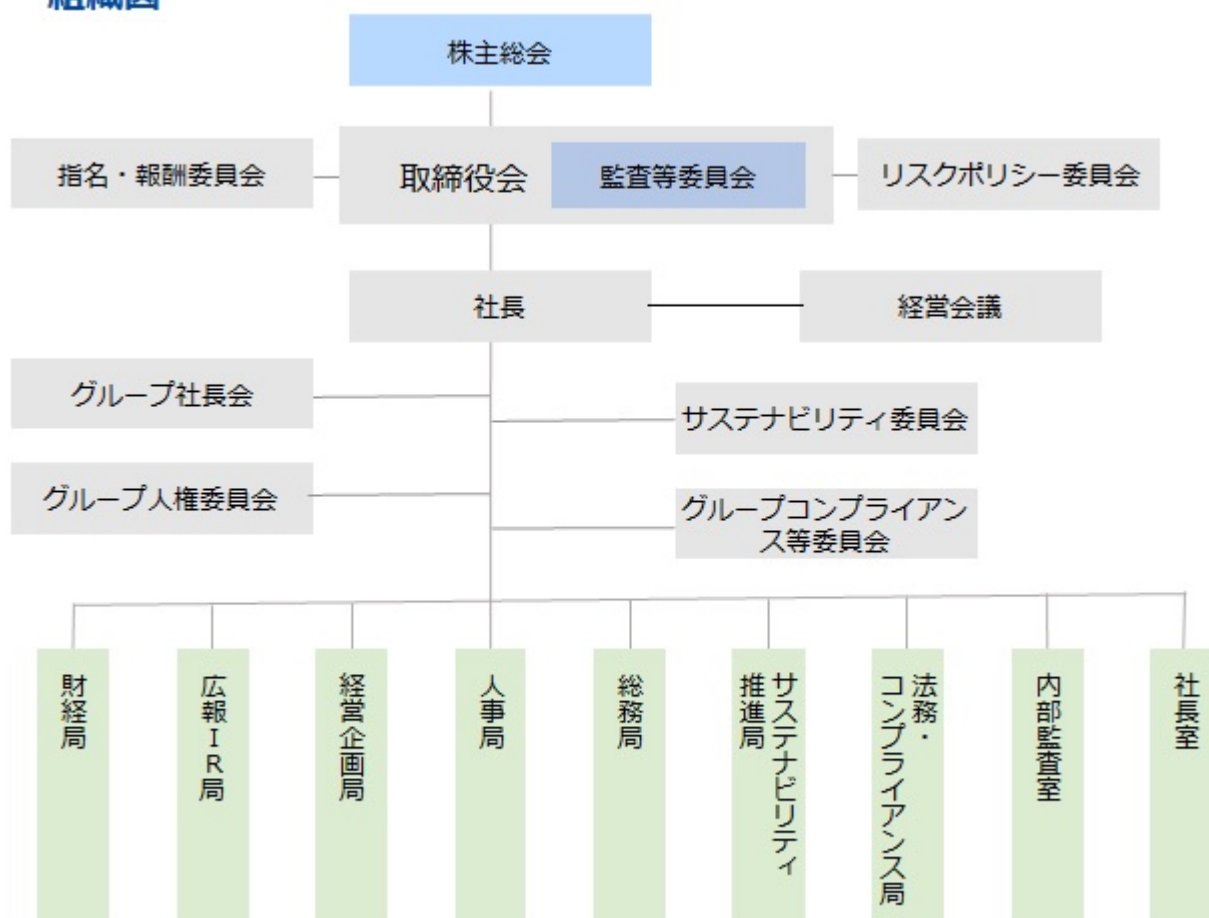 組織図
株主総会
指名・報酬委員会
取締役会
監査等委員会
リスクポリシー委員会
社長
経営会議
グループ社長会
サステナビリティ委員会
グループ人権委員会
グループコンプライアン
ス等委員会
財経局
広報IR局
経営企画局
人事局
総務局
サステナビリティ
推進局
法務・
コンプライアンス局
内部監査室
社長室